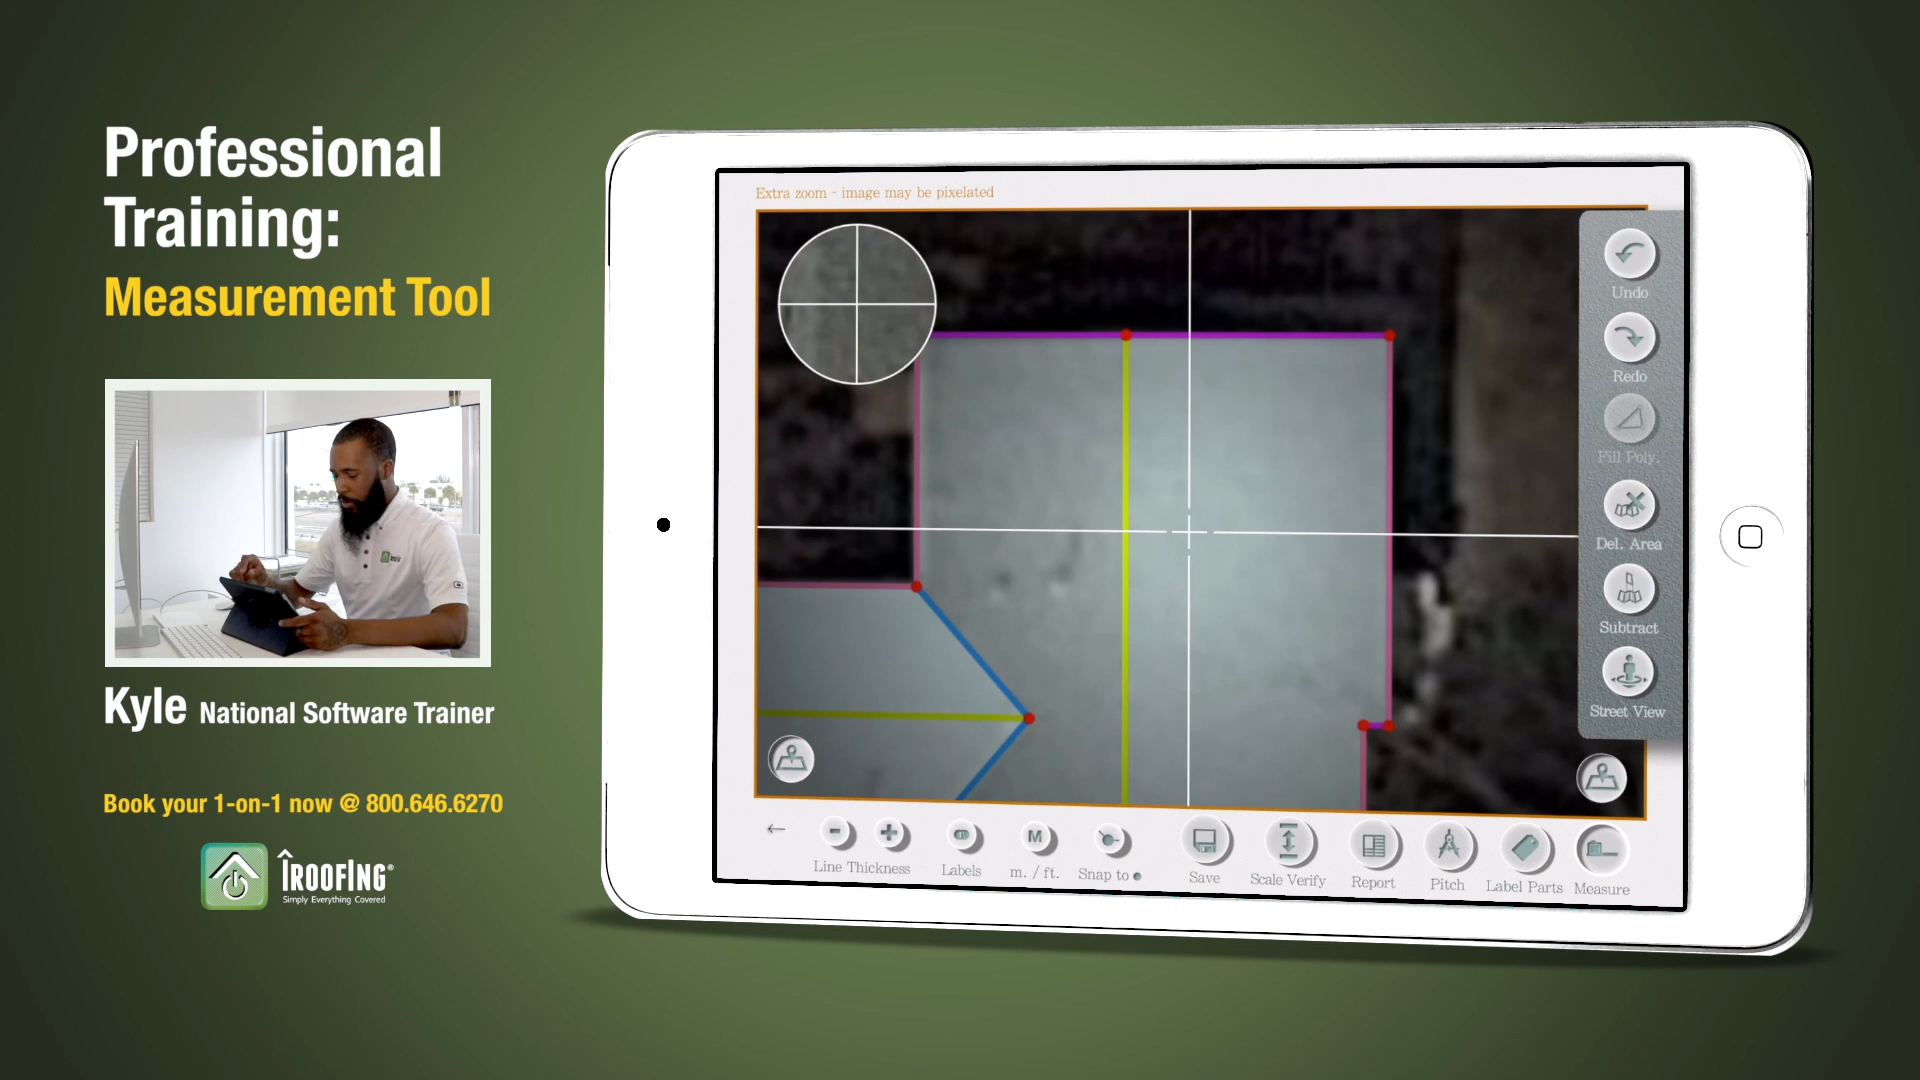 Professional
Training:
Measurement Tool
Kyle National Software Trainer
Book your 1-on-1 now @ 800.646.6270
iROOFING®
Simply Everything Covered
Extra zoom - image may be pixelated
Undo
Redo
Fill Poly.
Del. Area
Subtract
Street View
M
Line Thickness
Labels
m. / ft.
Snap to ●
Save
Scale Verify
Report
Pitch
Label Parts
Measure